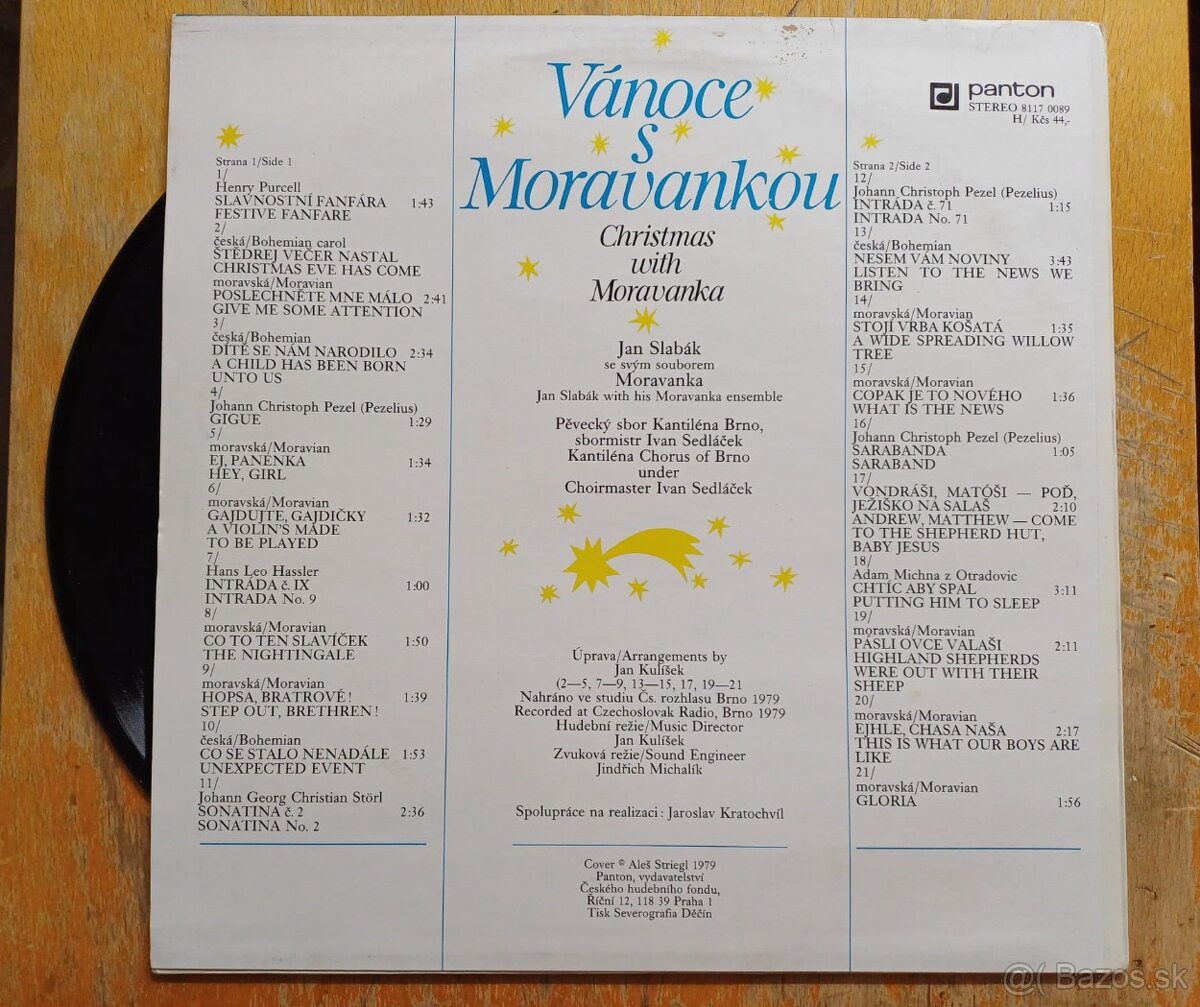 Vánoce
s
Moravankou
Christmas
with
Moravanka
panton
STEREO 8117 0089
H/ Kčs 44,-
Strana 1/Side 1
1/
Henry Purcell
SLAVNOSTNÍ FANFÁRA 1:43
FESTIVE FANFARE
2/
česká/Bohemian carol
ŠTĚDREJ VEČER NASTAL
CHRISTMAS EVE HAS COME
moravská/Moravian
POSLECHNĚTE MNE MÁLO 2:41
GIVE ME SOME ATTENTION
3/
česká/Bohemian
DÍTĚ SE NÁM NARODILO 2:34
A CHILD HAS BEEN BORN
UNTO US
4/
Johann Christoph Pezel (Pezelius)
GIGUE 1:29
5/
moravská/Moravian
EJ, PANENKA 1:34
HEY, GIRL
6/
moravská/Moravian
GAJDUJTE, GAJDIČKY 1:32
A VIOLIN'S MADE
TO BE PLAYED
7/
Hans Leo Hassler
INTRÁDA č. IX 1:00
INTRADA No. 9
8/
moravská/Moravian
CO TO TEN SLAVÍČEK 1:50
THE NIGHTINGALE
9/
moravská/Moravian
HOPSA, BRATROVÉ! 1:39
STEP OUT, BRETHREN!
10/
česká/Bohemian
CO SE STALO NENADÁLE 1:53
UNEXPECTED EVENT
11/
Johann Georg Christian Störl
SONATINA č. 2 2:36
SONATINA No. 2
Jan Slabák
se svým souborem
Moravanka
Jan Slabák with his Moravanka ensemble
Pěvecký sbor Kantiléna Brno,
sbormistr Ivan Sedláček
Kantiléna Chorus of Brno
under
Choirmaster Ivan Sedláček
Úprava/Arrangements by
Jan Kulíšek
(2—5, 7—9, 13—15, 17, 19—21
Nahráno ve studiu Čs. rozhlasu Brno 1979
Recorded at Czechoslovak Radio, Brno 1979
Hudební režie/Music Director
Jan Kulíšek
Zvuková režie/Sound Engineer
Jindřich Michalík
Spolupráce na realizaci: Jaroslav Kratochvíl
Cover © Aleš Striegl 1979
Panton, vydavatelství
Českého hudebního fondu,
Říční 12, 118 39 Praha 1
Tisk Severografia Děčín
Strana 2/Side 2
12/
Johann Christoph Pezel (Pezelius)
INTRÁDA č. 71 1:15
INTRADA No. 71
13/
česká/Bohemian
NESEM VÁM NOVINY 3:43
LISTEN TO THE NEWS WE
BRING
14/
moravská/Moravian
STOJÍ VRBA KOŠATÁ 1:35
A WIDE SPREADING WILLOW
TREE
15/
moravská/Moravian
COPAK JE TO NOVÉHO 1:36
WHAT IS THE NEWS
16/
Johann Christoph Pezel (Pezelius)
SARABANDA 1:05
SARABAND
17/
VONDRÁŠI, MATÓŠI — POĎ,
JEŽIŠKO NA SALAŠ 2:10
ANDREW, MATTHEW — COME
TO THE SHEPHERD HUT,
BABY JESUS
18/
Adam Michna z Otradovic
CHTÍC ABY SPAL 3:11
PUTTING HIM TO SLEEP
19/
moravská/Moravian
PASLI OVCE VALAŠI 2:11
HIGHLAND SHEPHERDS
WERE OUT WITH THEIR
SHEEP
20/
moravská/Moravian
EJHLE, CHASA NAŠA 2:17
THIS IS WHAT OUR BOYS ARE
LIKE
21/
moravská/Moravian
GLORIA 1:56
@( Bazos.sk